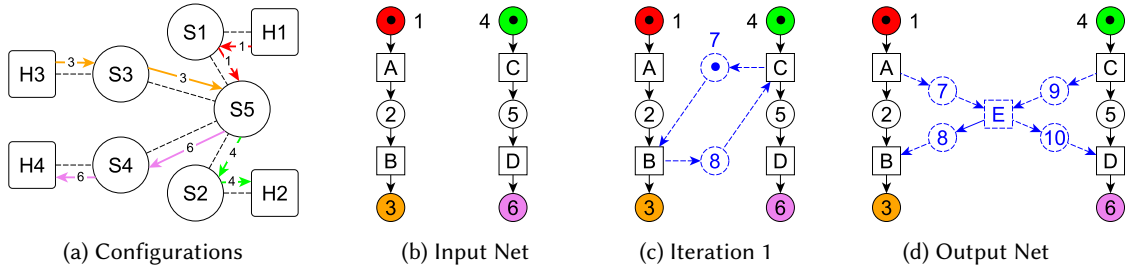 S1
H1
1
1
H3
3
S3
3
S5
H4
6
S4
6
4
S2
4
H2
(a) Configurations
1
4
A
C
2
5
B
D
3
6
(b) Input Net
1
4
7
A
C
2
5
B
8
D
3
6
(c) Iteration 1
1
4
A
C
7
9
2
E
5
8
10
B
D
3
6
(d) Output Net